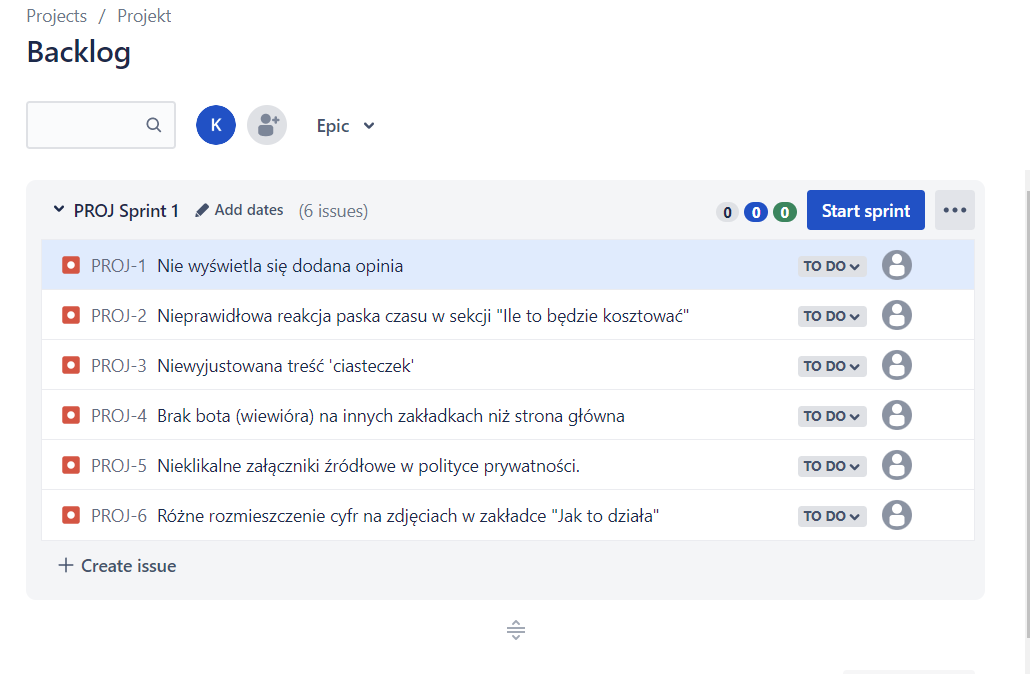 Projects / Projekt
Backlog
K Epic
PROJ Sprint 1 Add dates (6 issues) 0 0 0 Start sprint
PROJ-1 Nie wyświetla się dodana opinia TO DO
PROJ-2 Nieprawidłowa reakcja paska czasu w sekcji "Ile to będzie kosztować" TO DO
PROJ-3 Niewyjustowana treść 'ciasteczek' TO DO
PROJ-4 Brak bota (wiewióra) na innych zakładkach niż strona główna TO DO
PROJ-5 Nieklikalne załączniki źródłowe w polityce prywatności. TO DO
PROJ-6 Różne rozmieszczenie cyfr na zdjęciach w zakładce "Jak to działa" TO DO
+ Create issue